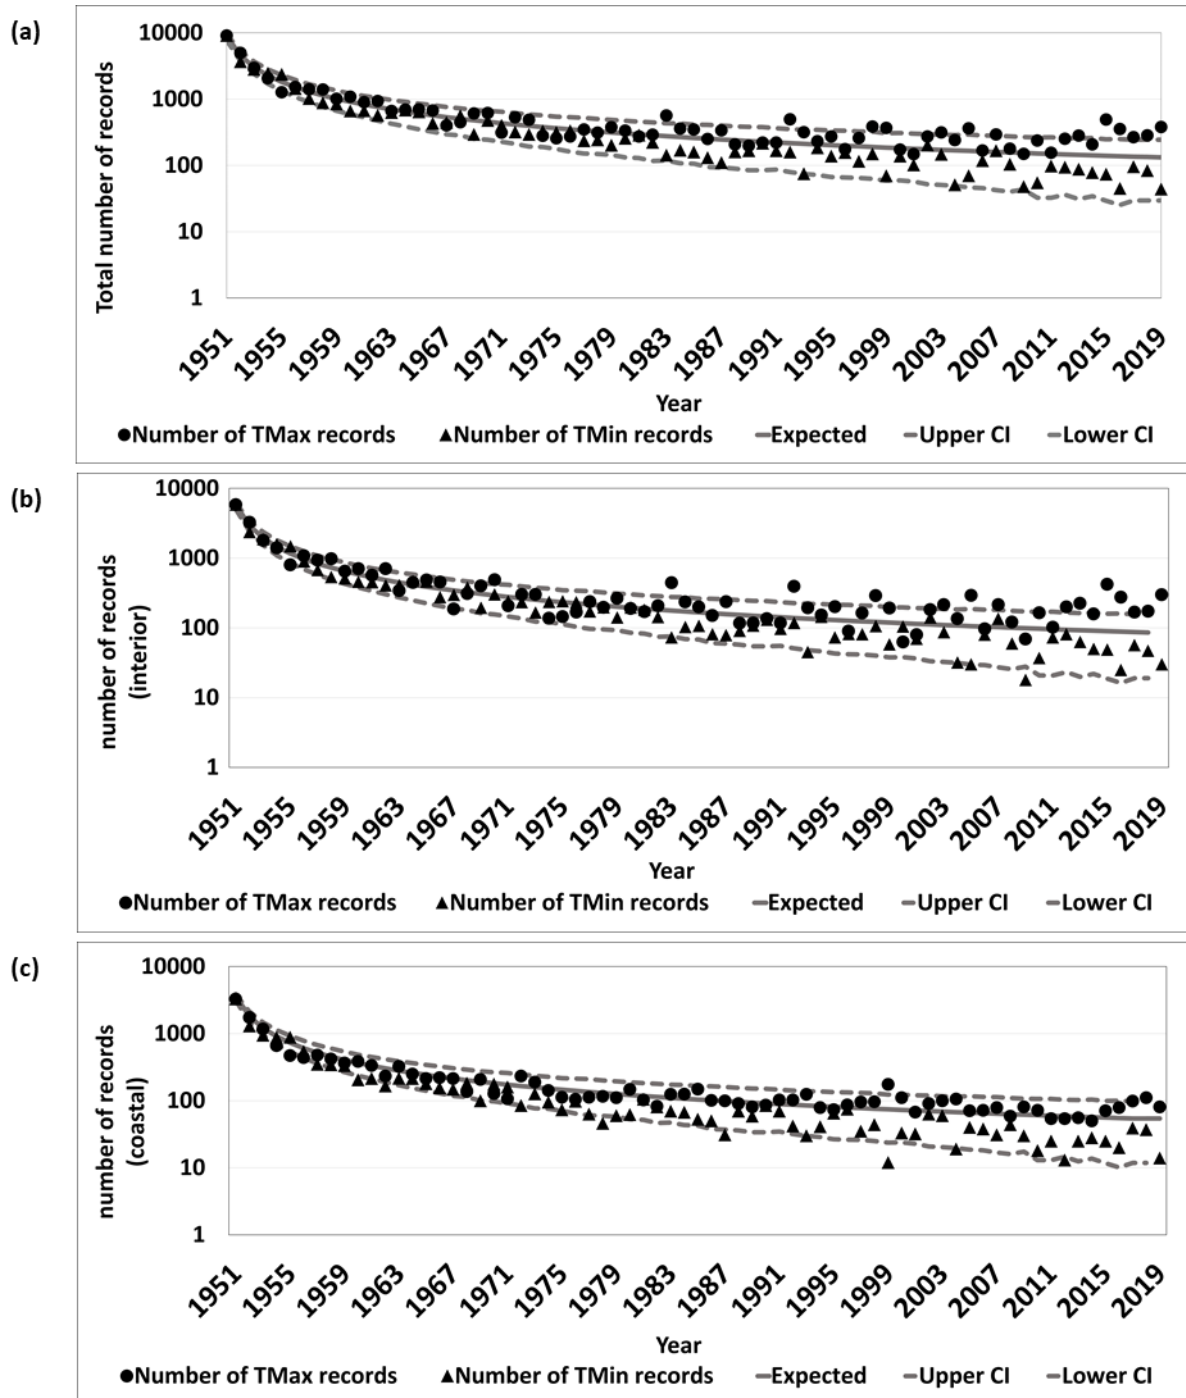 (a)
Total number of records
10000
1000
100
10
1
1951 1955 1959 1963 1967 1971 1975 1979 1983 1987 1991 1995 1999 2003 2007 2011 2015 2019
Year
Number of TMax records Number of TMin records Expected Upper CI Lower CI
(b)
number of records
(interior)
10000
1000
100
10
1
1951 1955 1959 1963 1967 1971 1975 1979 1983 1987 1991 1995 1999 2003 2007 2011 2015 2019
Year
Number of TMax records Number of TMin records Expected Upper CI Lower CI
(c)
number of records
(coastal)
10000
1000
100
10
1
1951 1955 1959 1963 1967 1971 1975 1979 1983 1987 1991 1995 1999 2003 2007 2011 2015 2019
Year
Number of TMax records Number of TMin records Expected Upper CI Lower CI